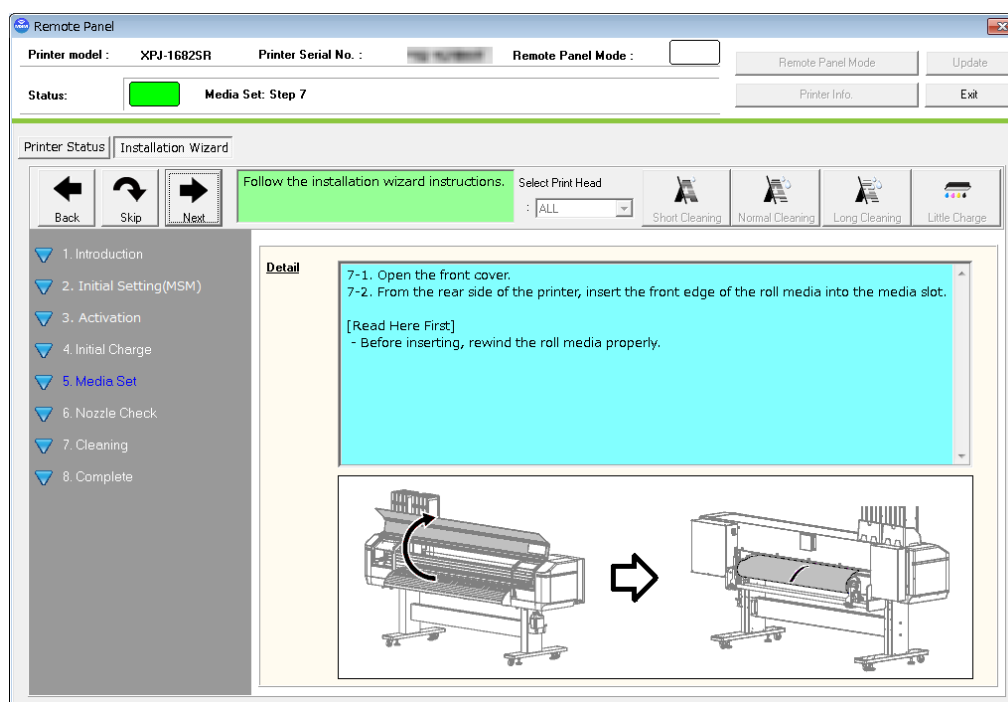 Remote Panel
Printer model : XPJ-1682SR Printer Serial No. : Remote Panel Mode :
Remote Panel Mode Update
Status: Media Set: Step 7
Printer Info. Exit
Printer Status Installation Wizard
Back Skip Next
Follow the installation wizard instructions.
Select Print Head
: ALL
Short Cleaning Normal Cleaning Long Cleaning Little Charge
1. Introduction
2. Initial Setting(MSM)
3. Activation
4. Initial Charge
5. Media Set
6. Nozzle Check
7. Cleaning
8. Complete
Detail
7-1. Open the front cover.
7-2. From the rear side of the printer, insert the front edge of the roll media into the media slot.
[Read Here First]
- Before inserting, rewind the roll media properly.